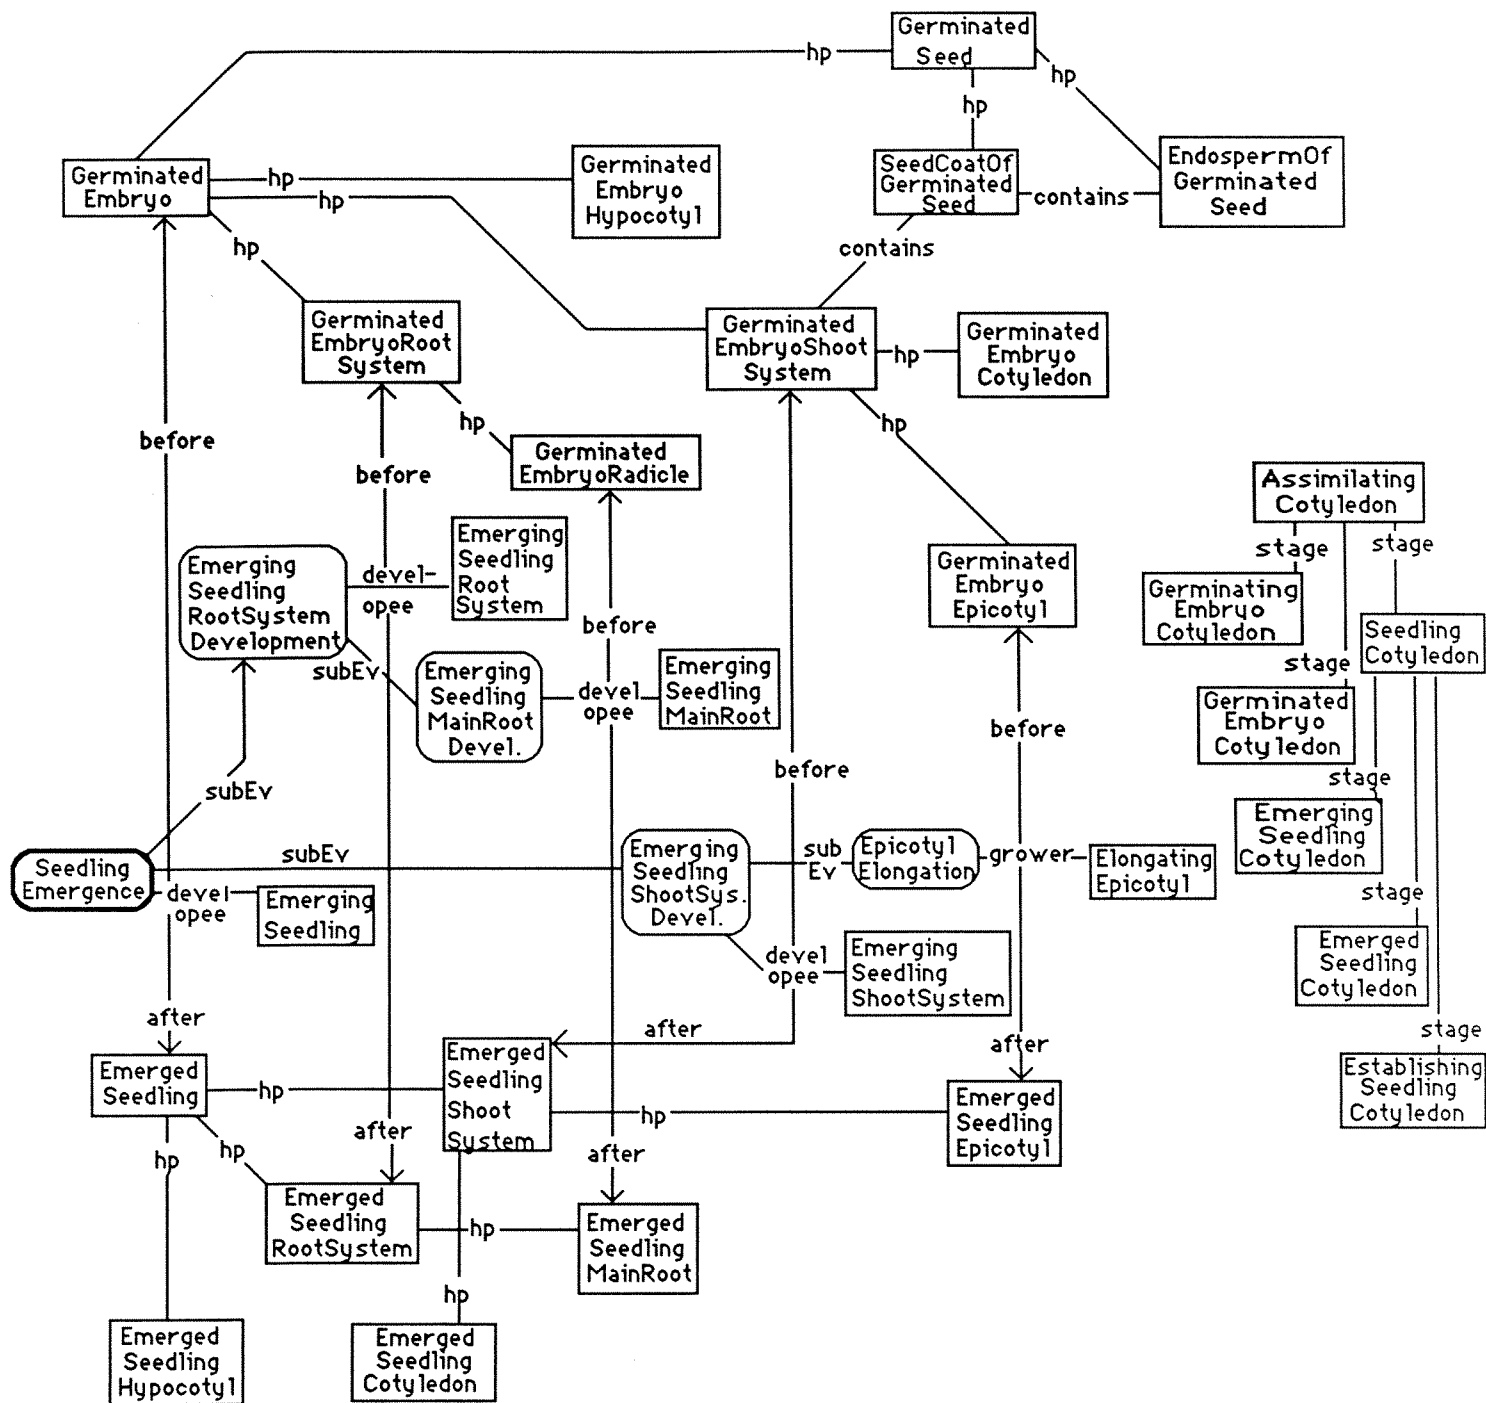 Germinated
Seed
hp
hp
hp
Germinated
Embryo
hp
hp
Germinated
Embryo
Hypocotyl
SeedCoatOf
Germinated
Seed
contains
EndospermOf
Germinated
Seed
hp
contains
Germinated
EmbryoRoot
System
Germinated
EmbryoShoot
System
hp
Germinated
Embryo
Cotyledon
before
before
hp
Germinated
EmbryoRadicle
hp
Assimilating
Cotyledon
stage
stage
Emerging
Seedling
RootSystem
Development
devel-
opee
Emerging
Seedling
Root
System
Germinated
Embryo
Epicotyl
Germinating
Embryo
Cotyledon
Seedling
Cotyledon
before
subEv
Emerging
Seedling
MainRoot
Devel.
devel
opee
Emerging
Seedling
MainRoot
stage
Germinated
Embryo
Cotyledon
before
before
stage
subEv
Emerging
Seedling
Cotyledon
Seedling
Emergence
subEv
Emerging
Seedling
ShootSys.
Devel.
sub
Ev
Epicotyl
Elongation
grower
Elongating
Epicotyl
devel
opee
Emerging
Seedling
stage
devel
opee
Emerging
Seedling
ShootSystem
Emerged
Seedling
Cotyledon
after
after
after
stage
Emerged
Seedling
hp
Emerged
Seedling
Shoot
System
hp
Emerged
Seedling
Epicotyl
Establishing
Seedling
Cotyledon
hp
hp
after
after
Emerged
Seedling
RootSystem
hp
Emerged
Seedling
MainRoot
hp
Emerged
Seedling
Hypocotyl
Emerged
Seedling
Cotyledon